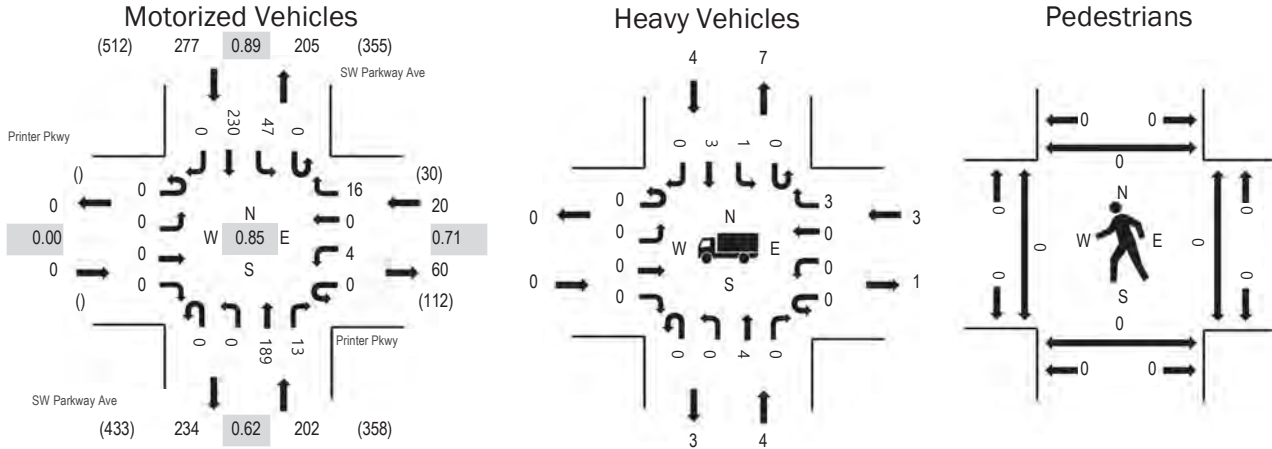 Motorized Vehicles
(512) 277 0.89 205 (355)
SW Parkway Ave
Printer Pkwy
0 230 47 0
() 0 16 (30)
0 0 N 0 20
0.00 W 0.85 E 0.71
0 0 S 4 60
() 0 0 (112)
0 0 189 13
Printer Pkwy
SW Parkway Ave
(433) 234 0.62 202 (358)
Heavy Vehicles
4 7
0 3 1 0
0 3
0 0 N 0 3
W E
0 0 S 0 1
0 0
0 0 4 0
3 4
Pedestrians
0 0
0
0 N 0
W E
0 0
0 S 0
0
0 0